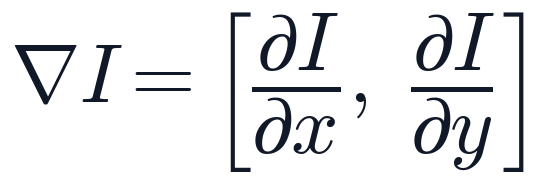 ∇I = [∂I/∂x, ∂I/∂y]